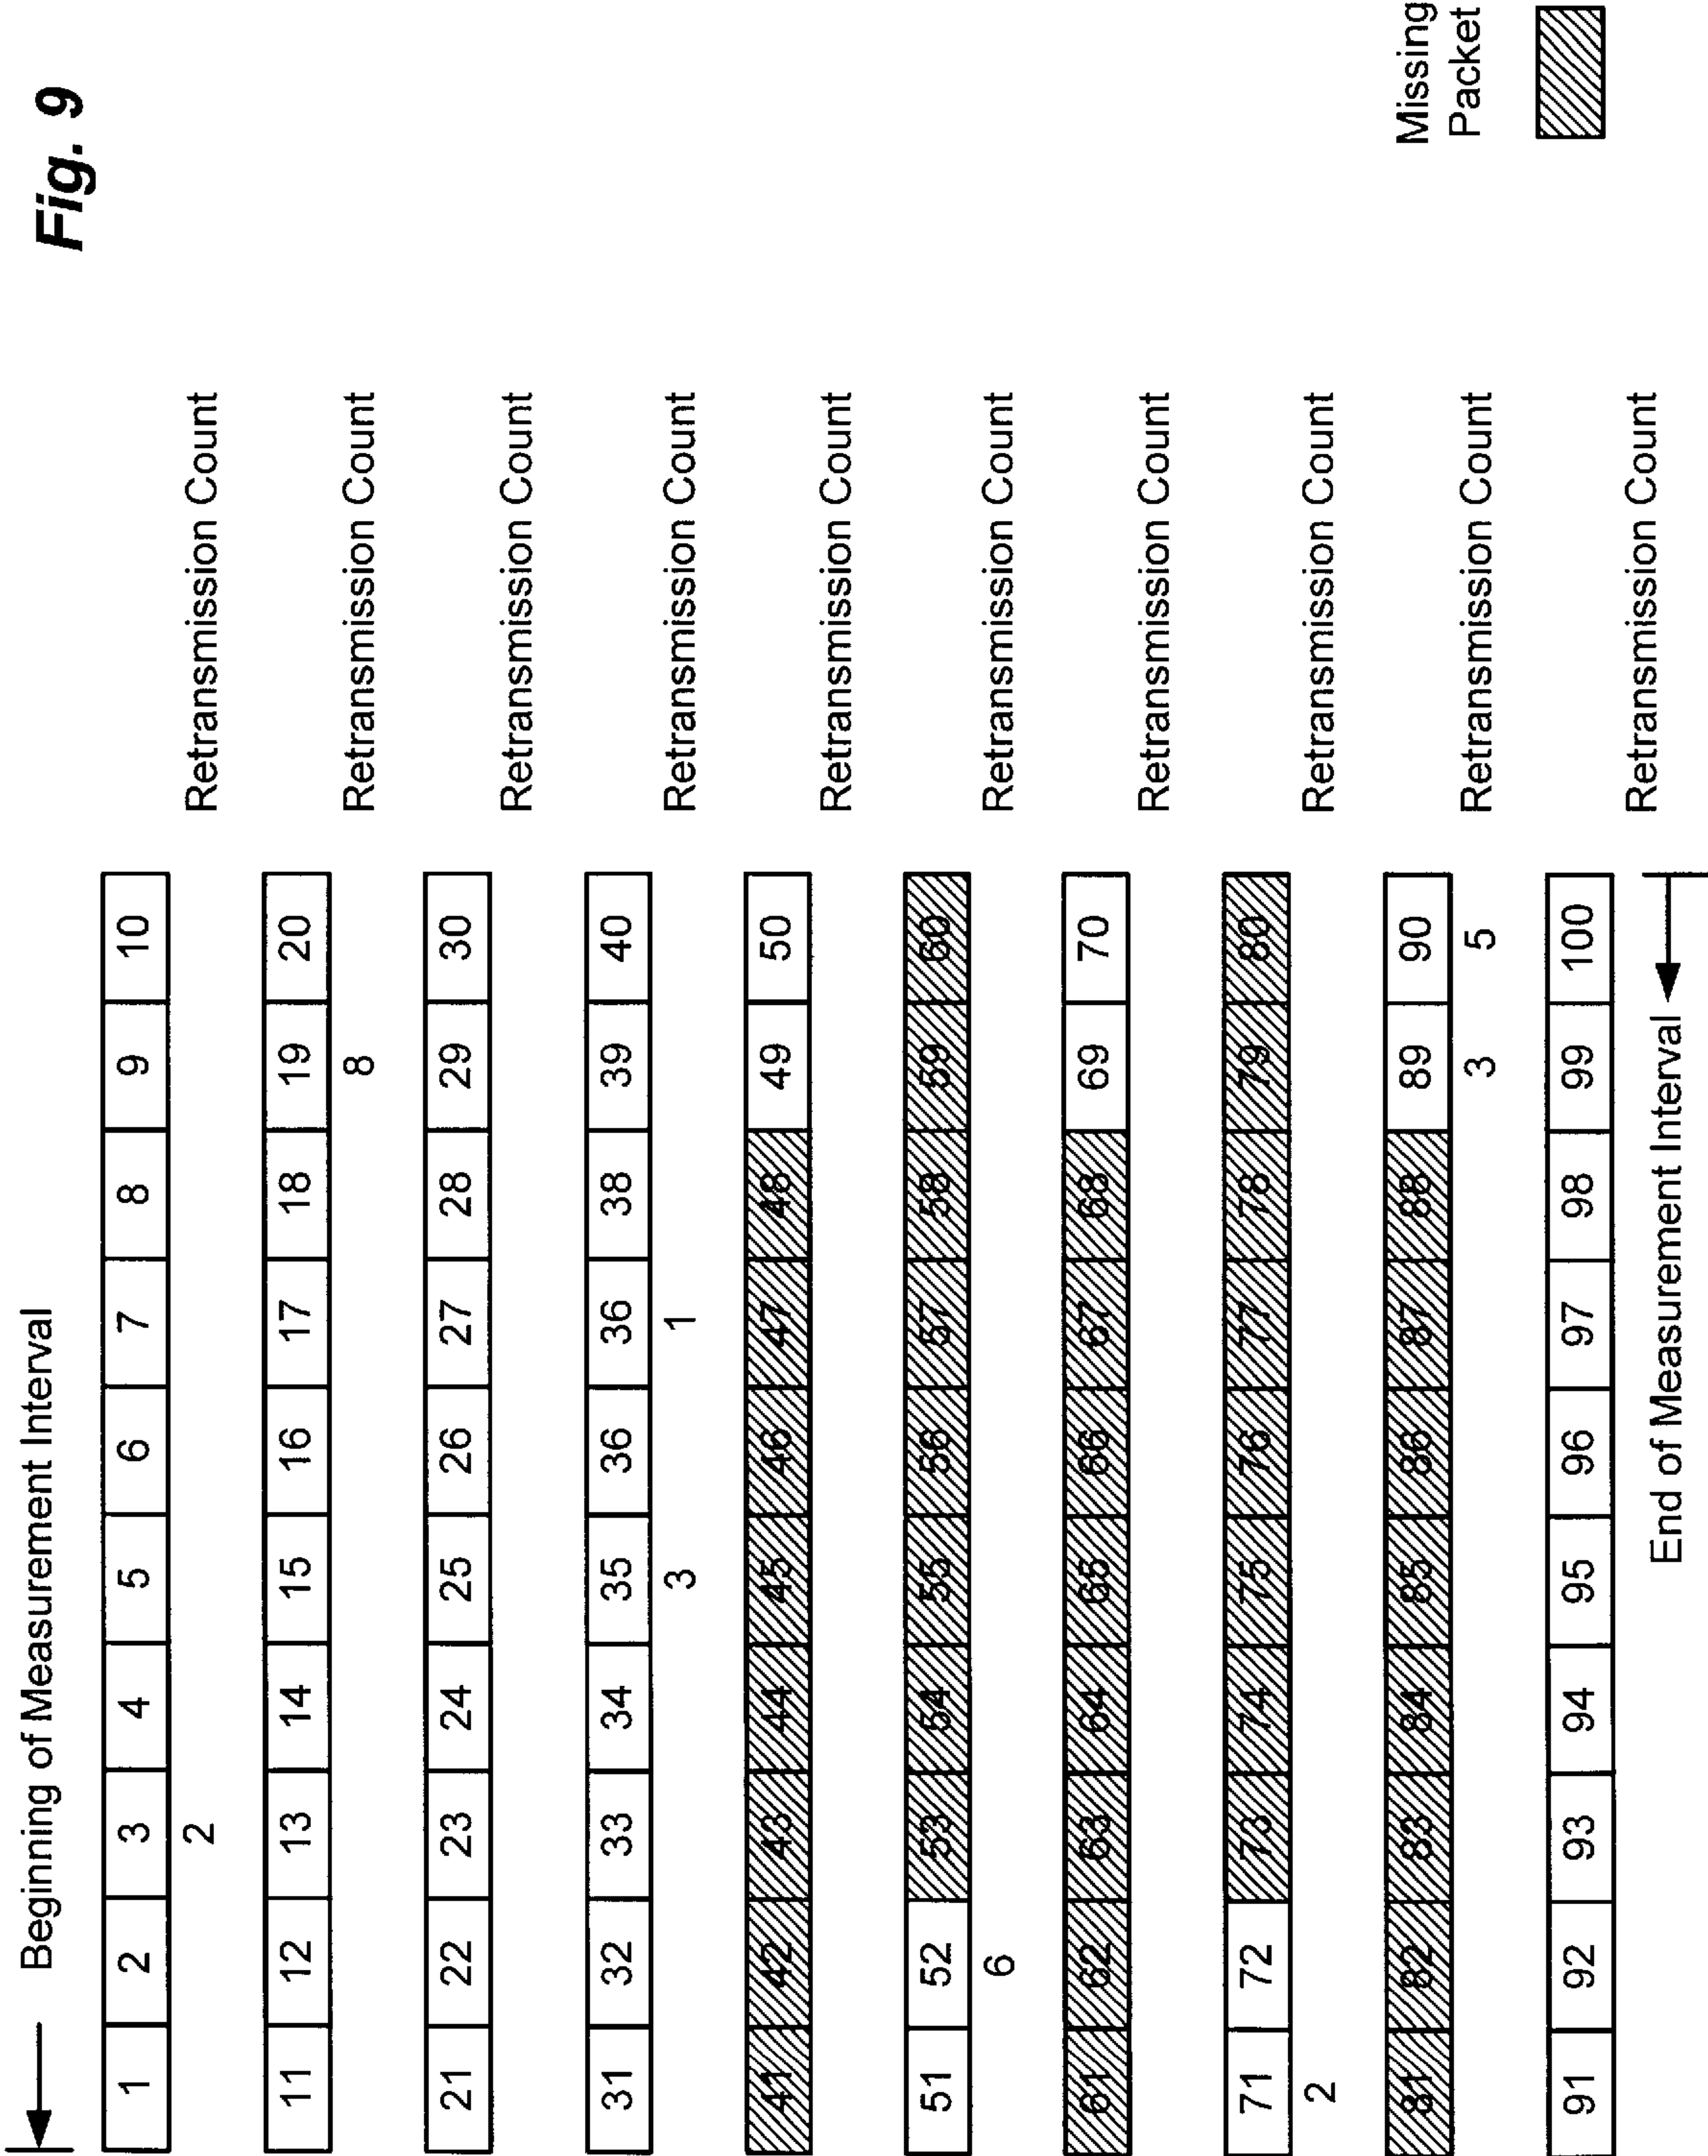 Fig. 9
Beginning of Measurement Interval
1 2 3 4 5 6 7 8 9 10
2 Retransmission Count
11 12 13 14 15 16 17 18 19 20
8 Retransmission Count
21 22 23 24 25 26 27 28 29 30
Retransmission Count
31 32 33 34 35 36 36 38 39 40
3 1 Retransmission Count
41 42 43 44 45 46 47 48 49 50
Retransmission Count
51 52 53 54 55 56 57 58 59 60
6 Retransmission Count
61 62 63 64 65 66 67 68 69 70
Retransmission Count
71 72 73 74 75 76 77 78 79 80
2 Retransmission Count
81 82 83 84 85 86 87 88 89 90
3 5 Retransmission Count
91 92 93 94 95 96 97 98 99 100
Retransmission Count
End of Measurement Interval
Missing
Packet